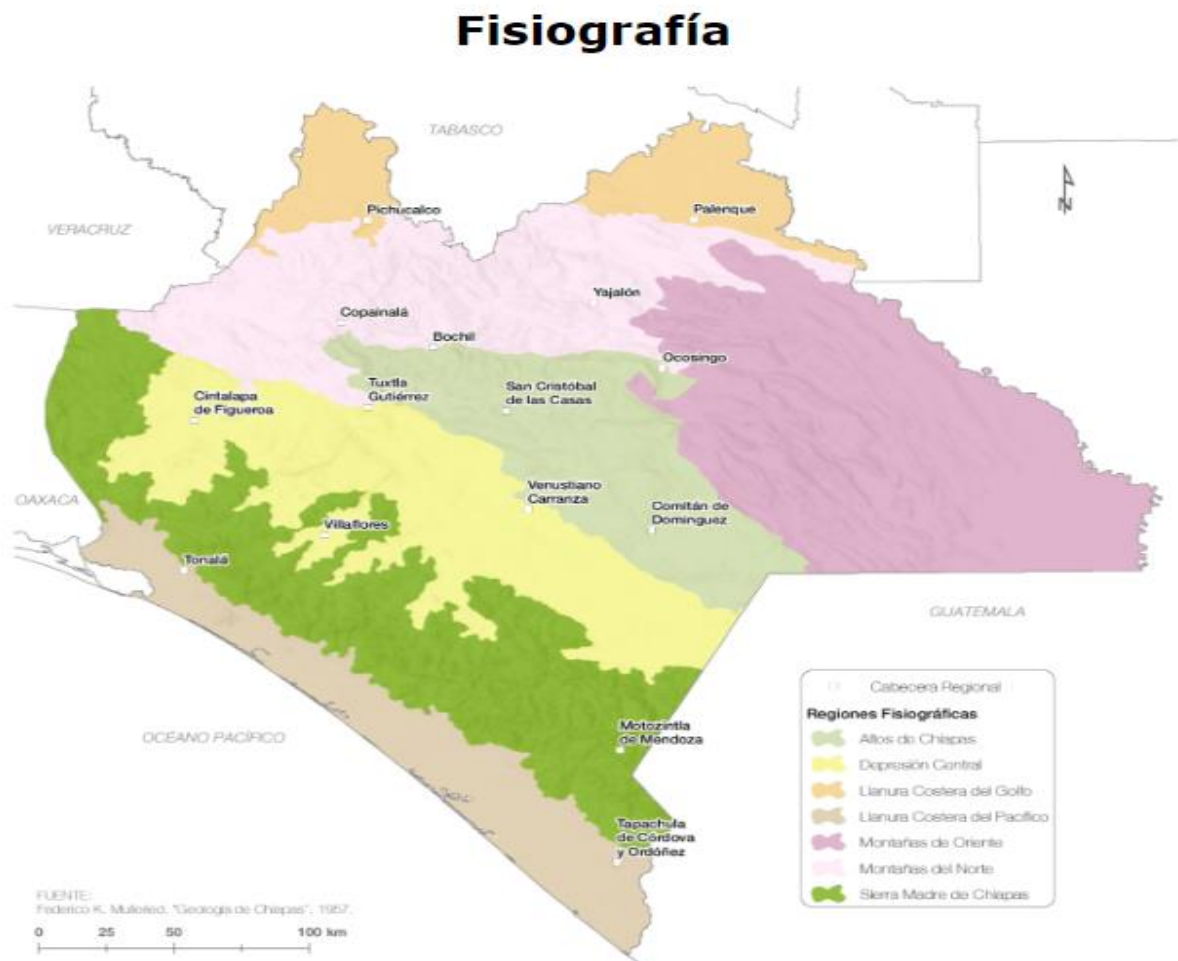 Fisiografía
TABASCO
Pichucalco
Palenque
VERACRUZ
Yajalón
Copainalá
Bochil
Ocosingo
Tuxtla
Gutiérrez
San Cristóbal
de las Casas
Cintalapa
de Figueroa
Venustiano
Carranza
OAXACA
Comitán de
Domínguez
Villaflores
Tonalá
GUATEMALA
Cabecera Regional
Regiones Fisiográficas
Altos de Chiapas
Depresión Central
Llanura Costera del Golfo
Llanura Costera del Pacífico
Montañas de Oriente
Montañas del Norte
Sierra Madre de Chiapas
Motozintla
de Mendoza
OCEANO PACÍFICO
Tapachula
de Córdova
y Ordóñez
FUENTE:
Federico K. Mulleried, "Geología de Chiapas", 1957.
0 25 50 100 km
N